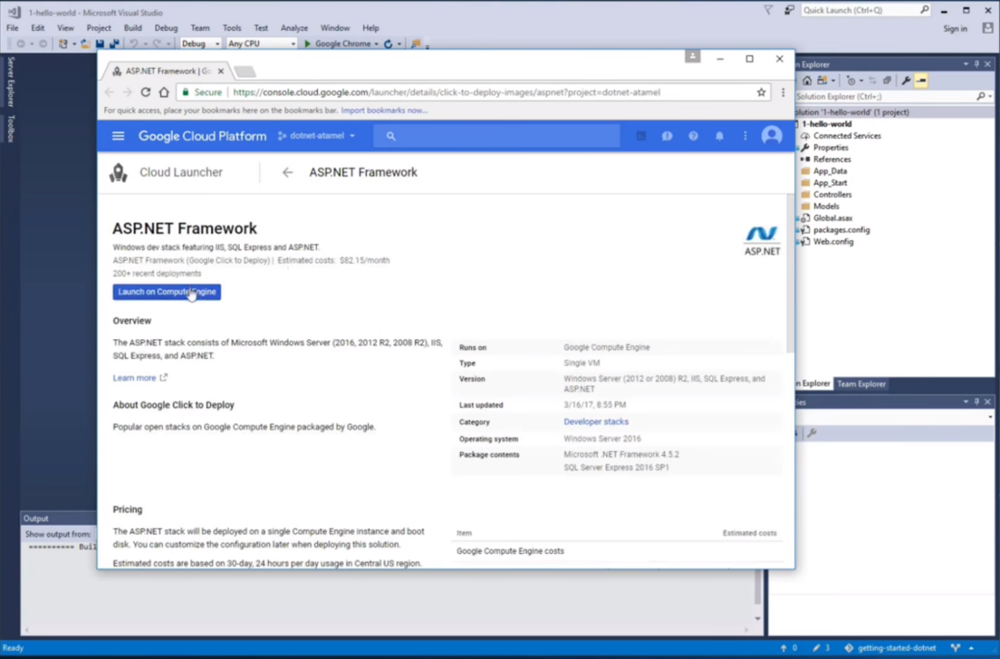 1-hello-world - Microsoft Visual Studio
Quick Launch (Ctrl+Q)
File Edit View Project Build Debug Team Tools Test Analyze Window Help
Sign in
Debug Any CPU Google Chrome
Server Explorer
Toolbox
ASP.NET Framework | Go
Secure https://console.cloud.google.com/launcher/details/click-to-deploy-images/aspnet?project=dotnet-atamel
For quick access, place your bookmarks here on the bookmarks bar. Import bookmarks now...
Google Cloud Platform dotnet-atamel
Cloud Launcher ASP.NET Framework
ASP.NET Framework
Windows dev stack featuring IIS, SQL Express and ASP.NET.
ASP.NET Framework (Google Click to Deploy) | Estimated costs: $82.15/month
200+ recent deployments
Launch on Compute Engine
ASP.NET
Overview
The ASP.NET stack consists of Microsoft Windows Server (2016, 2012 R2, 2008 R2), IIS,
SQL Express, and ASP.NET.
Learn more
About Google Click to Deploy
Popular open stacks on Google Compute Engine packaged by Google.
Runs on Google Compute Engine
Type Single VM
Version Windows Server (2012 or 2008) R2, IIS, SQL Express, and
ASP.NET
Last updated 3/16/17, 8:55 PM
Category Developer stacks
Operating system Windows Server 2016
Package contents Microsoft .NET Framework 4.5.2
SQL Server Express 2016 SP1
Pricing
The ASP.NET stack will be deployed on a single Compute Engine instance and boot
disk. You can customize the configuration later when deploying this solution.
Estimated costs are based on 30-day, 24 hours per day usage in Central US region.
Item Estimated costs
Google Compute Engine costs
n Explorer
Solution Explorer (Ctrl+;)
olution '1-hello-world' (1 project)
1-hello-world
Connected Services
Properties
References
App_Data
App_Start
Controllers
Models
Global.asax
packages.config
Web.config
n Explorer Team Explorer
ies
Output
Show output from:
========== Buil
Ready
0 3 getting-started-dotnet